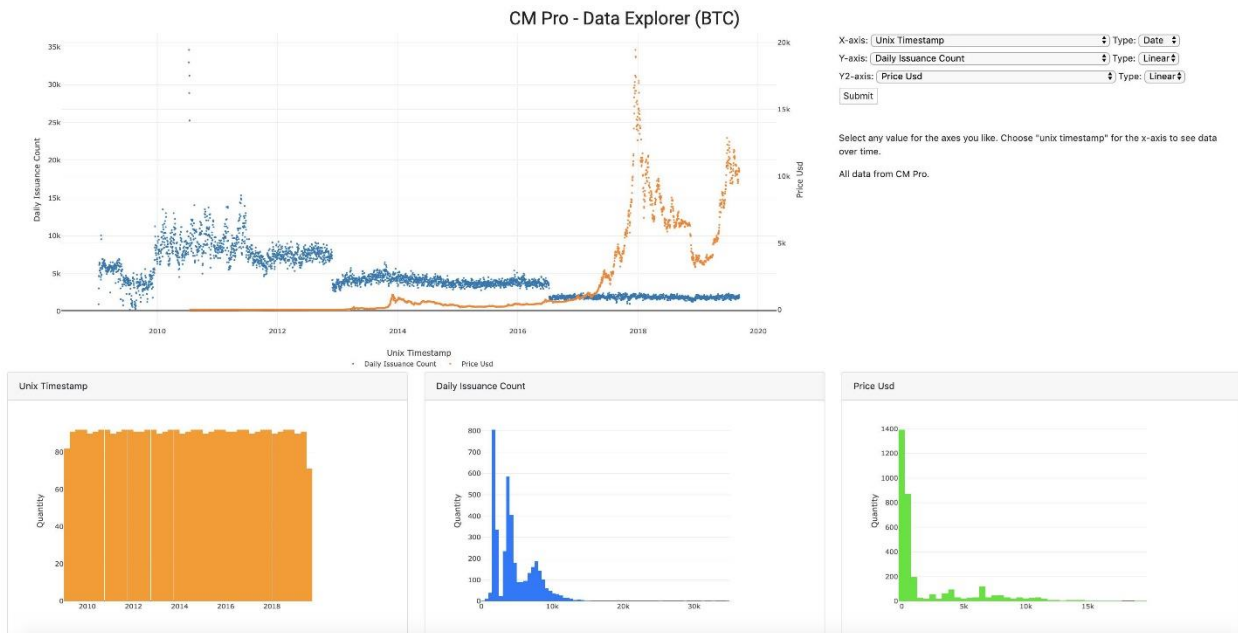 CM Pro - Data Explorer (BTC)
X-axis: Unix Timestamp Type: Date
Y-axis: Daily Issuance Count Type: Linear
Y2-axis: Price Usd Type: Linear
Submit
Select any value for the axes you like. Choose "unix timestamp" for the x-axis to see data
over time.
All data from CM Pro.
35k
30k
25k
20k
15k
10k
5k
0
Daily Issuance Count
20k
15k
10k
5k
0
Price Usd
2010 2012 2014 2016 2018 2020
Unix Timestamp
Daily Issuance Count Price Usd
Unix Timestamp
80
60
40
20
0
Quantity
2010 2012 2014 2016 2018
Daily Issuance Count
800
700
600
500
400
300
200
100
0
Quantity
0 10k 20k 30k
Price Usd
1400
1200
1000
800
600
400
200
0
Quantity
0 5k 10k 15k